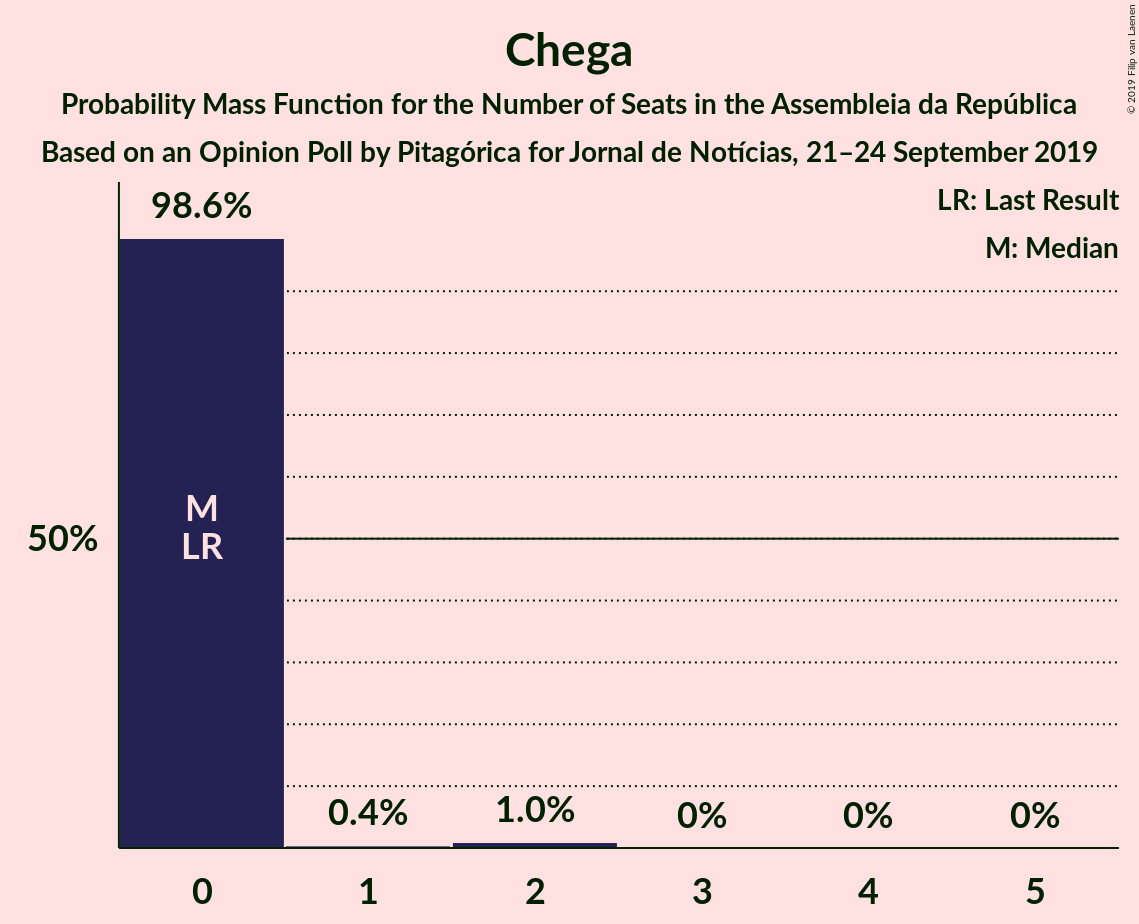 Chega
Probability Mass Function for the Number of Seats in the Assembleia da República
Based on an Opinion Poll by Pitagórica for Jornal de Notícias, 21–24 September 2019
© 2019 Filip van Laenen
LR: Last Result
M: Median
98.6%
M
LR
50%
0.4%
1.0%
0%
0%
0%
0
1
2
3
4
5